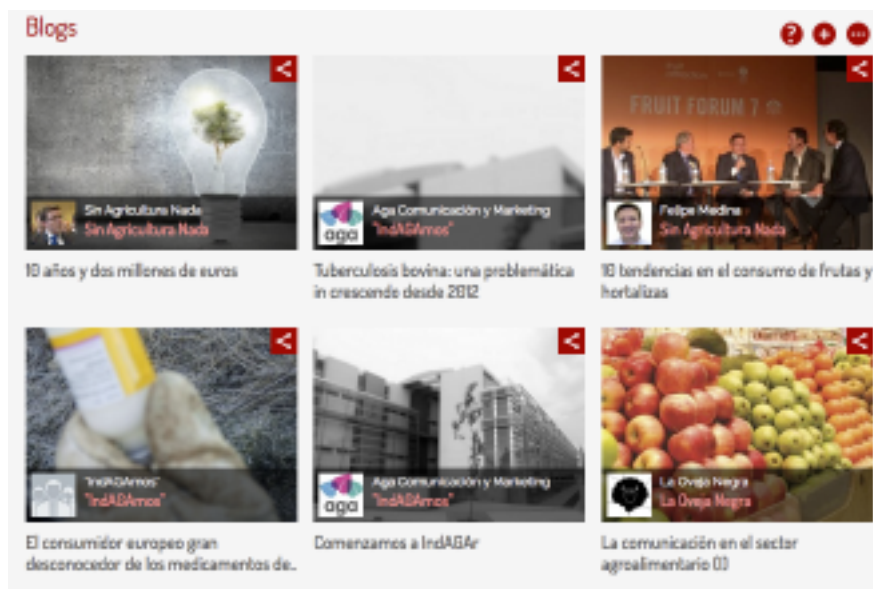 Blogs
FRUIT FORUM 7
Sin Agricultura Nada
Sin Agricultura Nada
aga
Aga Comunicación y Marketing
"IndAGAmos"
Felipe Medina
Sin Agricultura Nada
10 años y dos millones de euros
Tuberculosis bovina: una problemática
in crescendo desde 2012
10 tendencias en el consumo de frutas y
hortalizas
"IndAGAmos"
"IndAGAmos"
aga
Aga Comunicación y Marketing
"IndAGAmos"
La Oveja Negra
La Oveja Negra
El consumidor europeo gran
desconocedor de los medicamentos de...
Comenzamos a IndAGAr
La comunicación en el sector
agroalimentario (I)